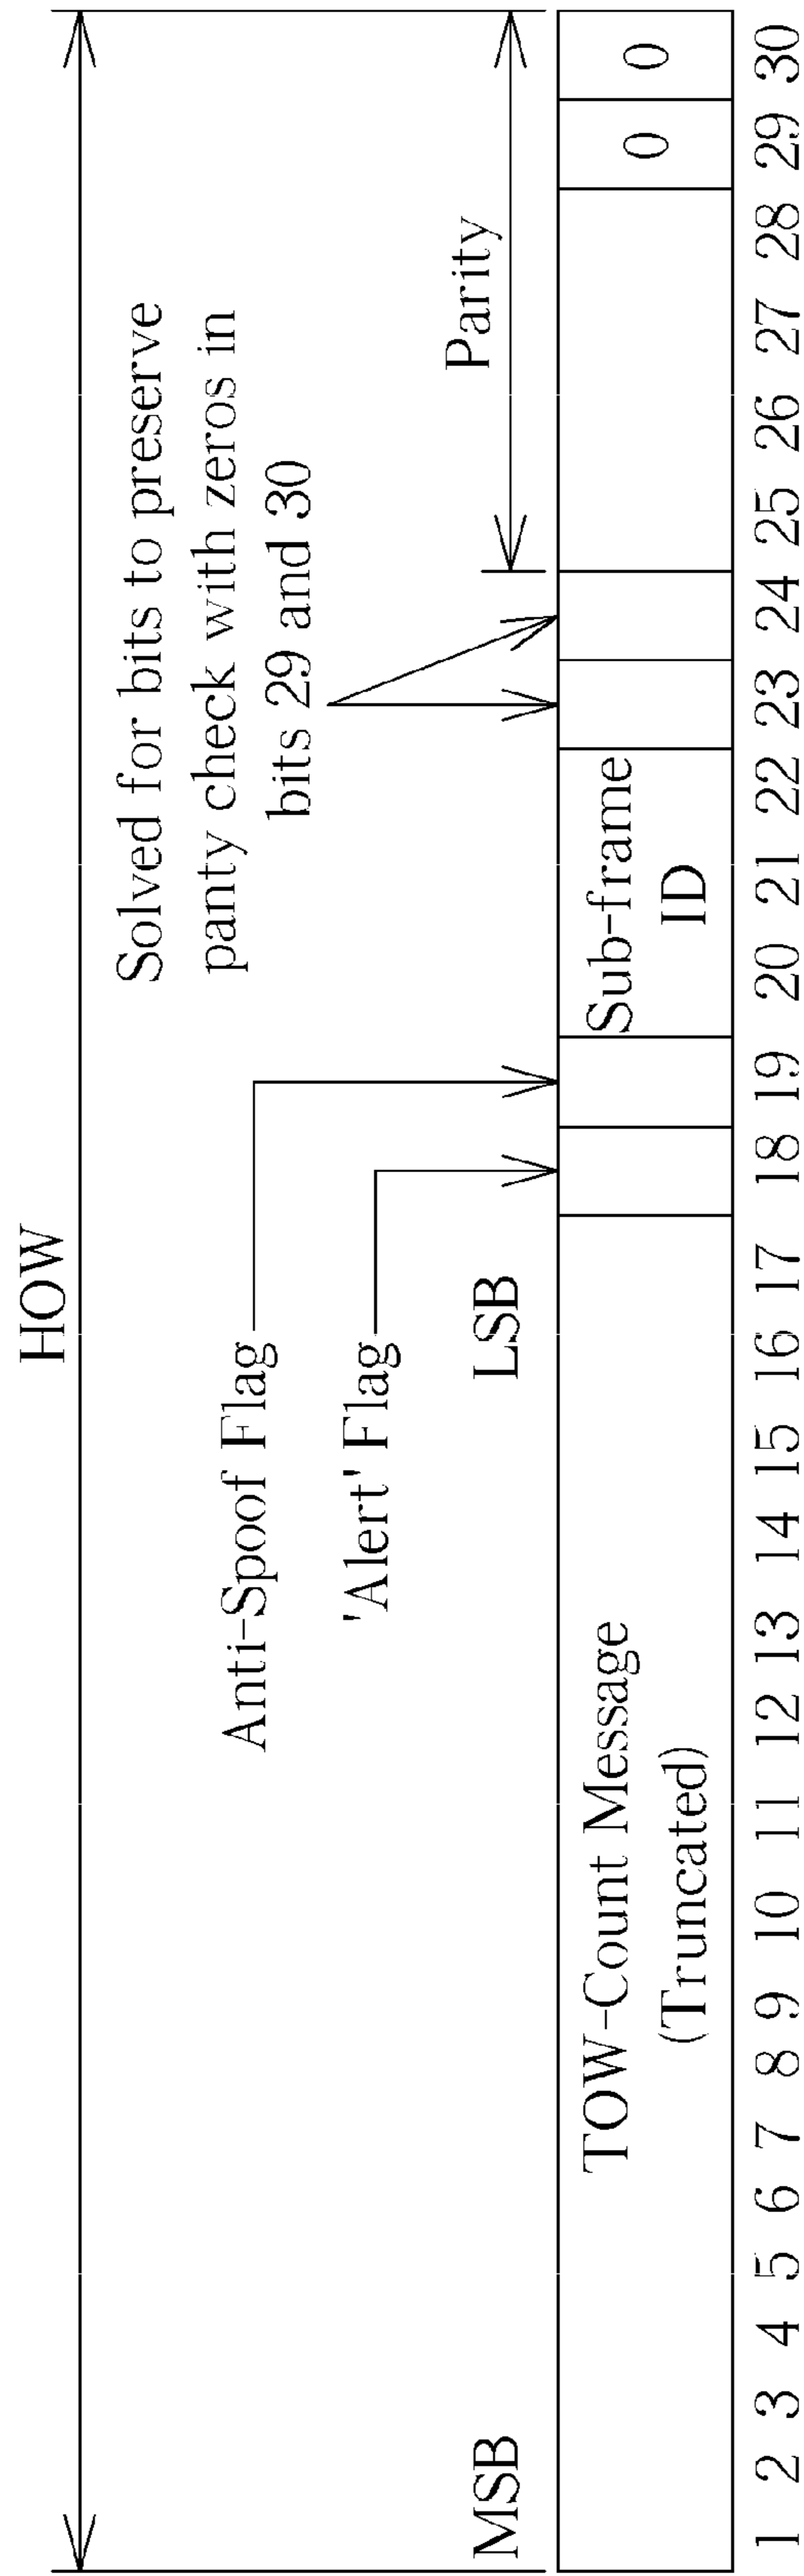 HOW
Solved for bits to preserve
panty check with zeros in
bits 29 and 30
Anti-Spoof Flag
'Alert' Flag
Parity
MSB
LSB
TOW-Count Message
(Truncated)
Sub-frame
ID
0
0
1 2 3 4 5 6 7 8 9 10 11 12 13 14 15 16 17 18 19 20 21 22 23 24 25 26 27 28 29 30